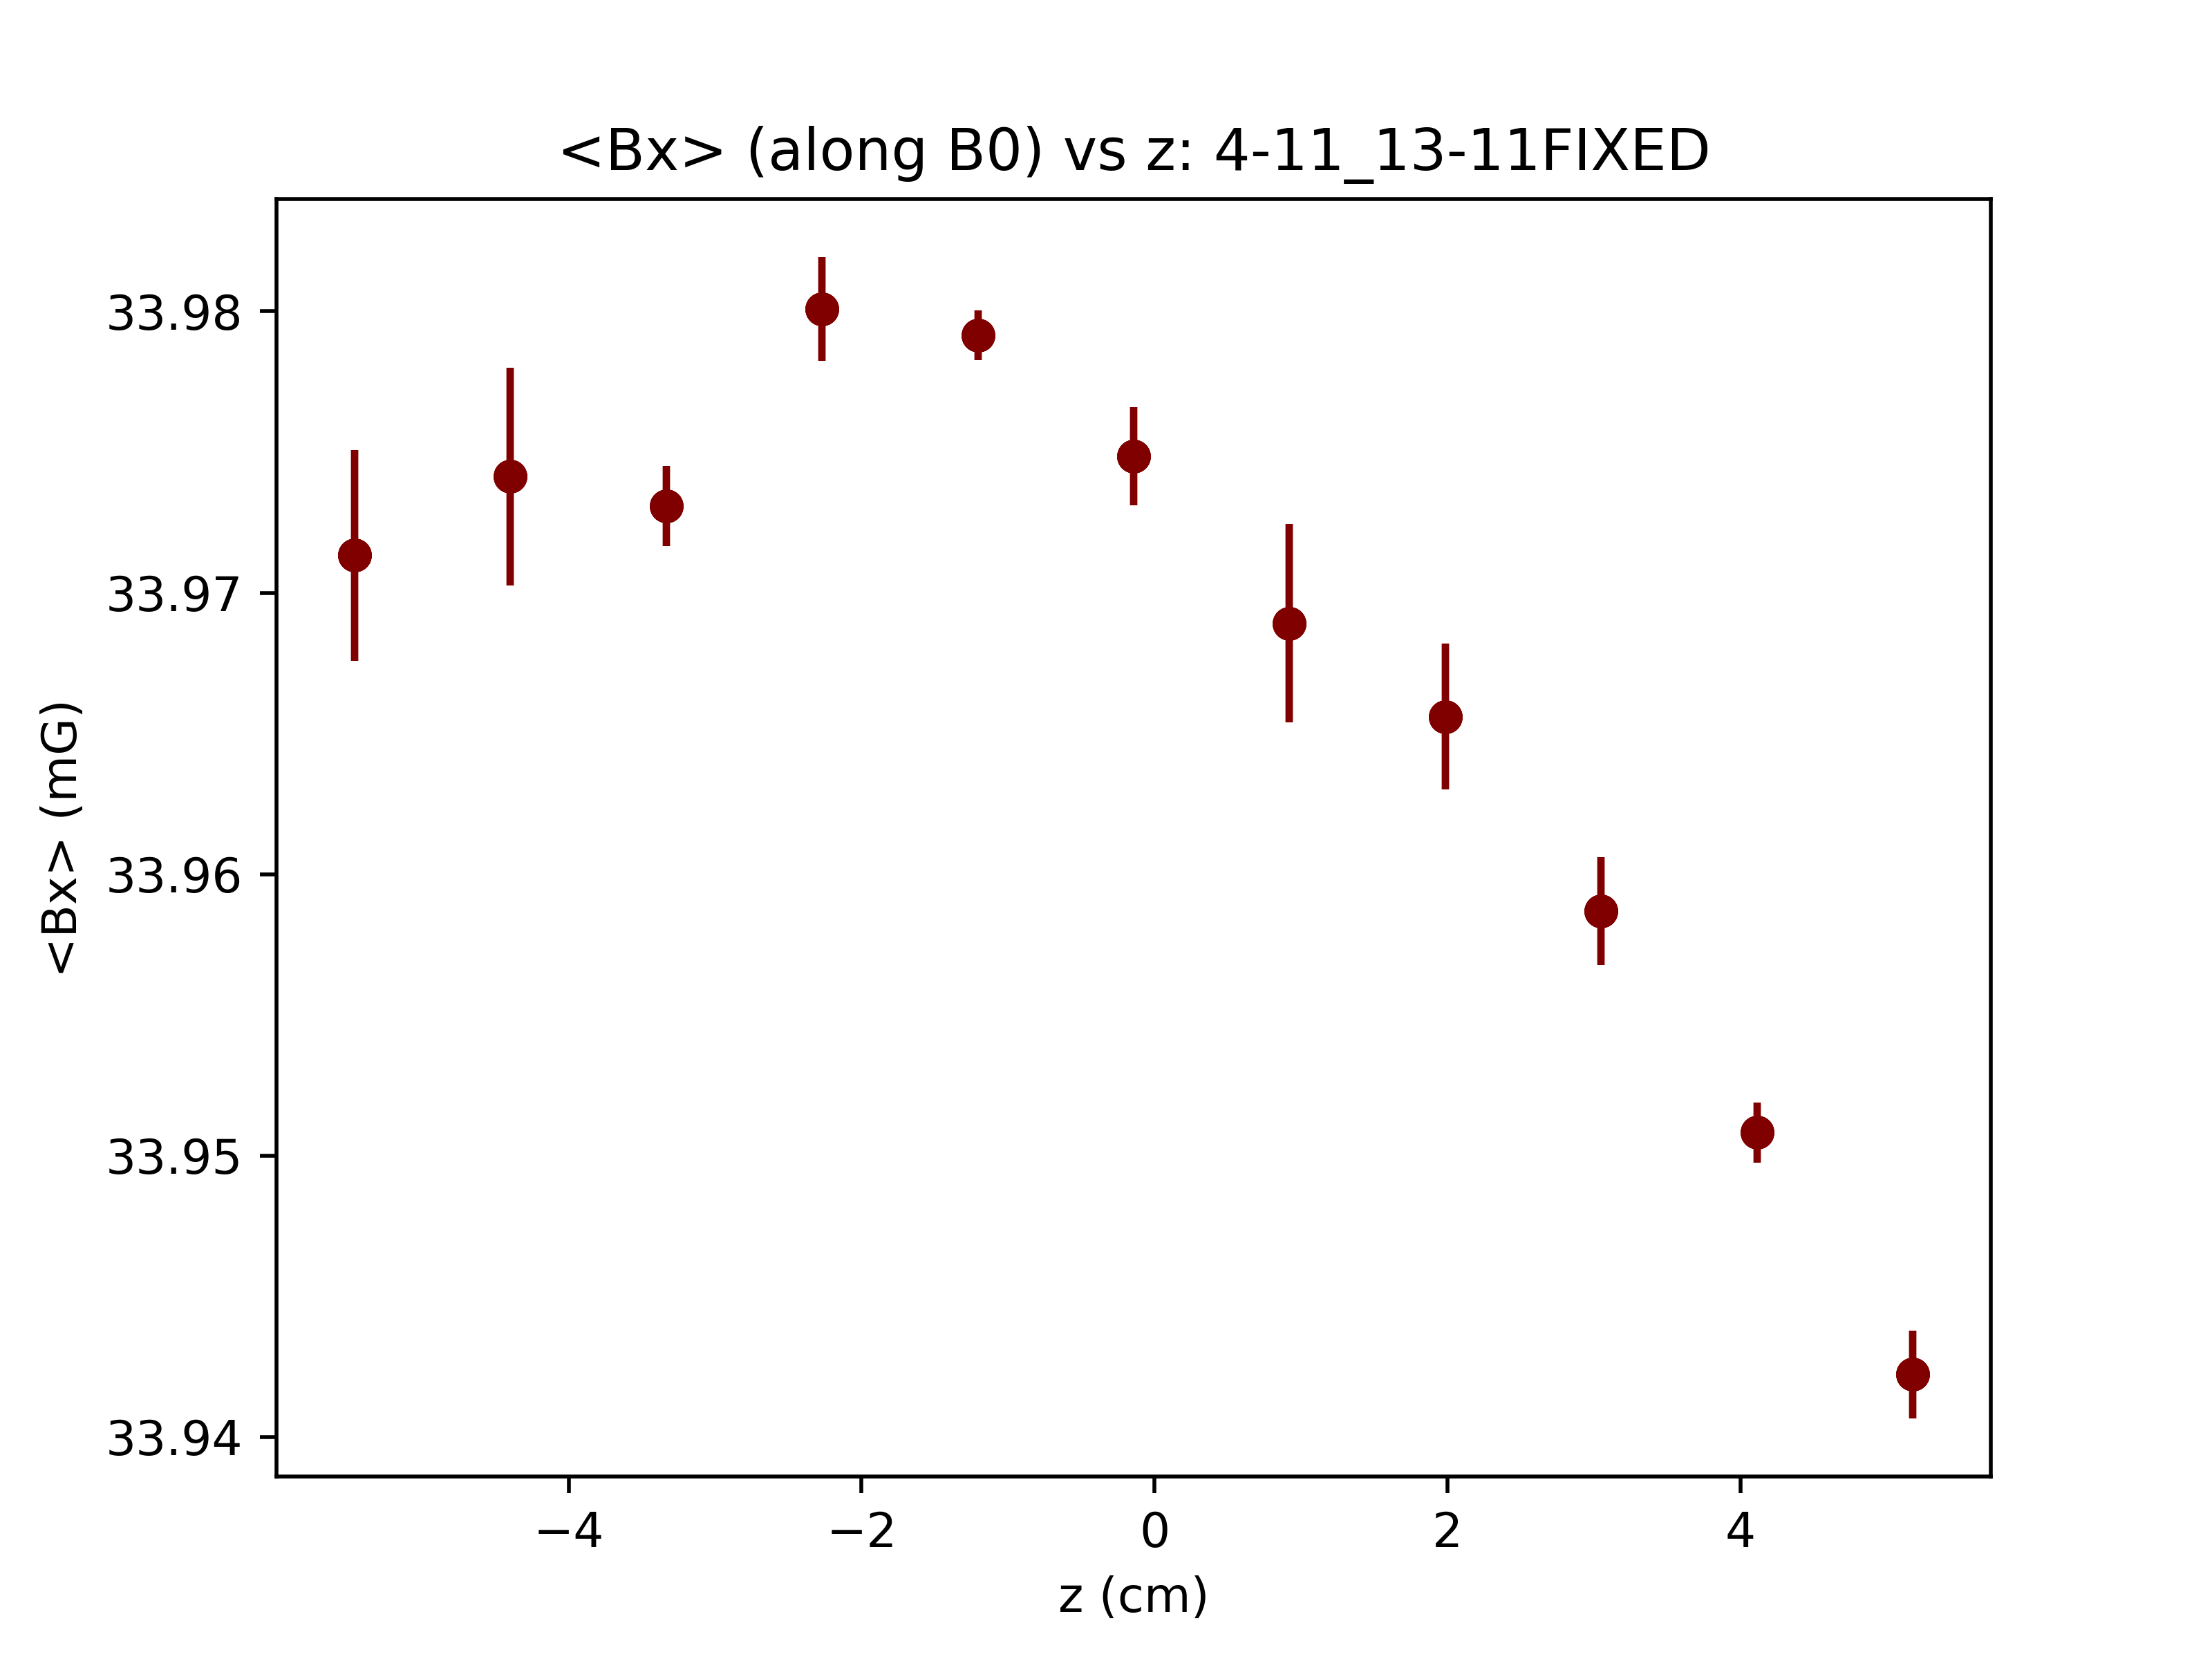 <Bx> (along B0) vs z: 4-11_13-11FIXED
33.98
33.97
33.96
33.95
33.94
<Bx> (mG)
−4 −2 0 2 4
z (cm)